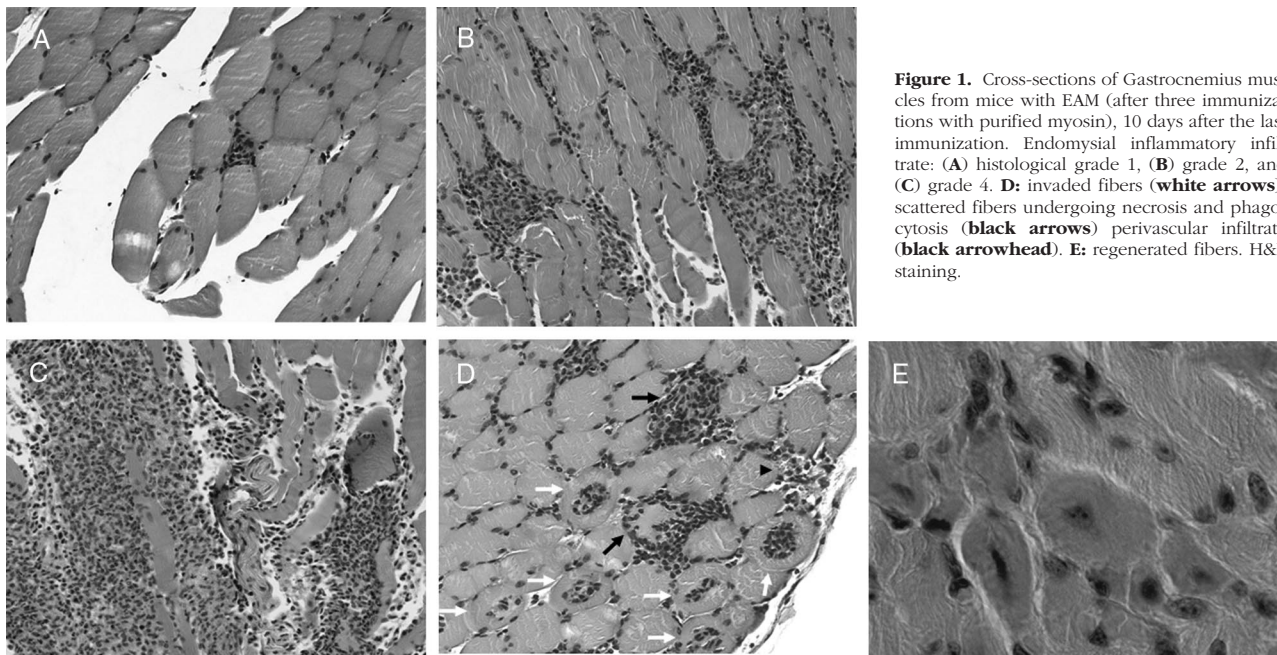 A
B
Figure 1. Cross-sections of Gastrocnemius mus
cles from mice with EAM (after three immuniza
tions with purified myosin), 10 days after the las
immunization. Endomysial inflammatory infi
trate: (A) histological grade 1, (B) grade 2, an
(C) grade 4. D: invaded fibers (white arrows)
scattered fibers undergoing necrosis and phago
cytosis (black arrows) perivascular infiltrat
(black arrowhead). E: regenerated fibers. H&
staining.
C
D
E